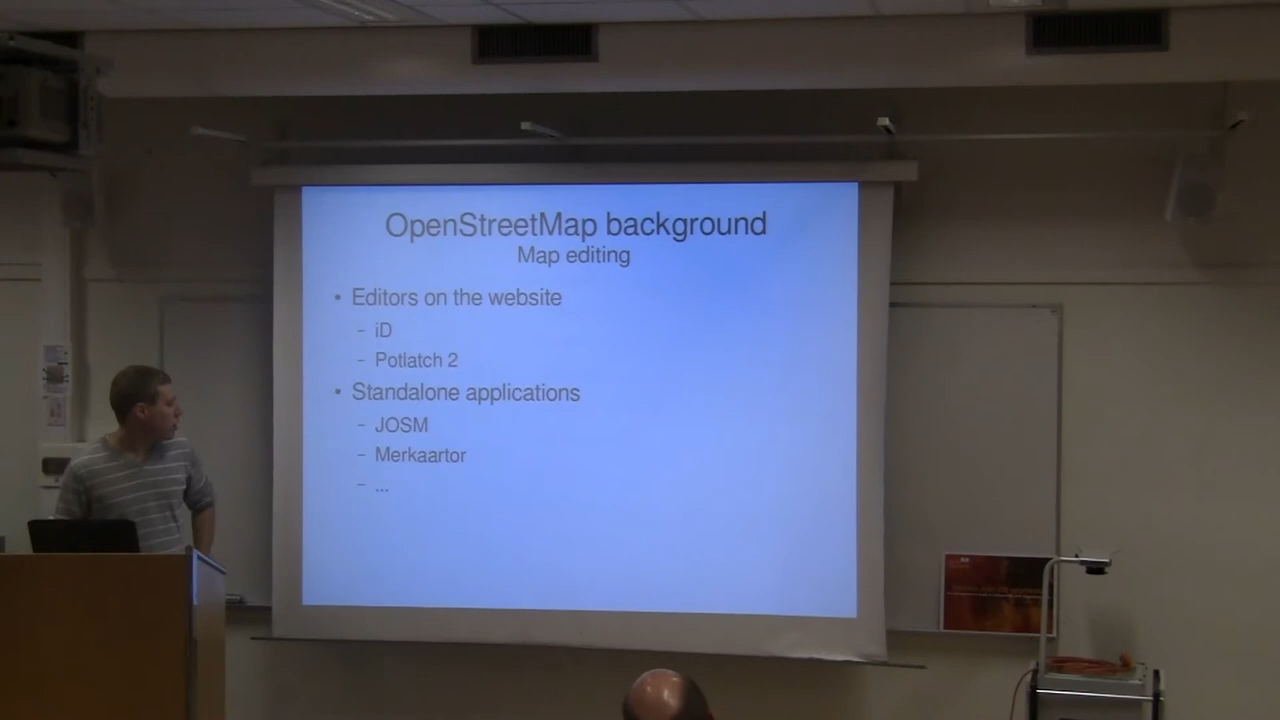 OpenStreetMap background
Map editing
• Editors on the website
– iD
– Potlatch 2
• Standalone applications
– JOSM
– Merkaartor
– ...